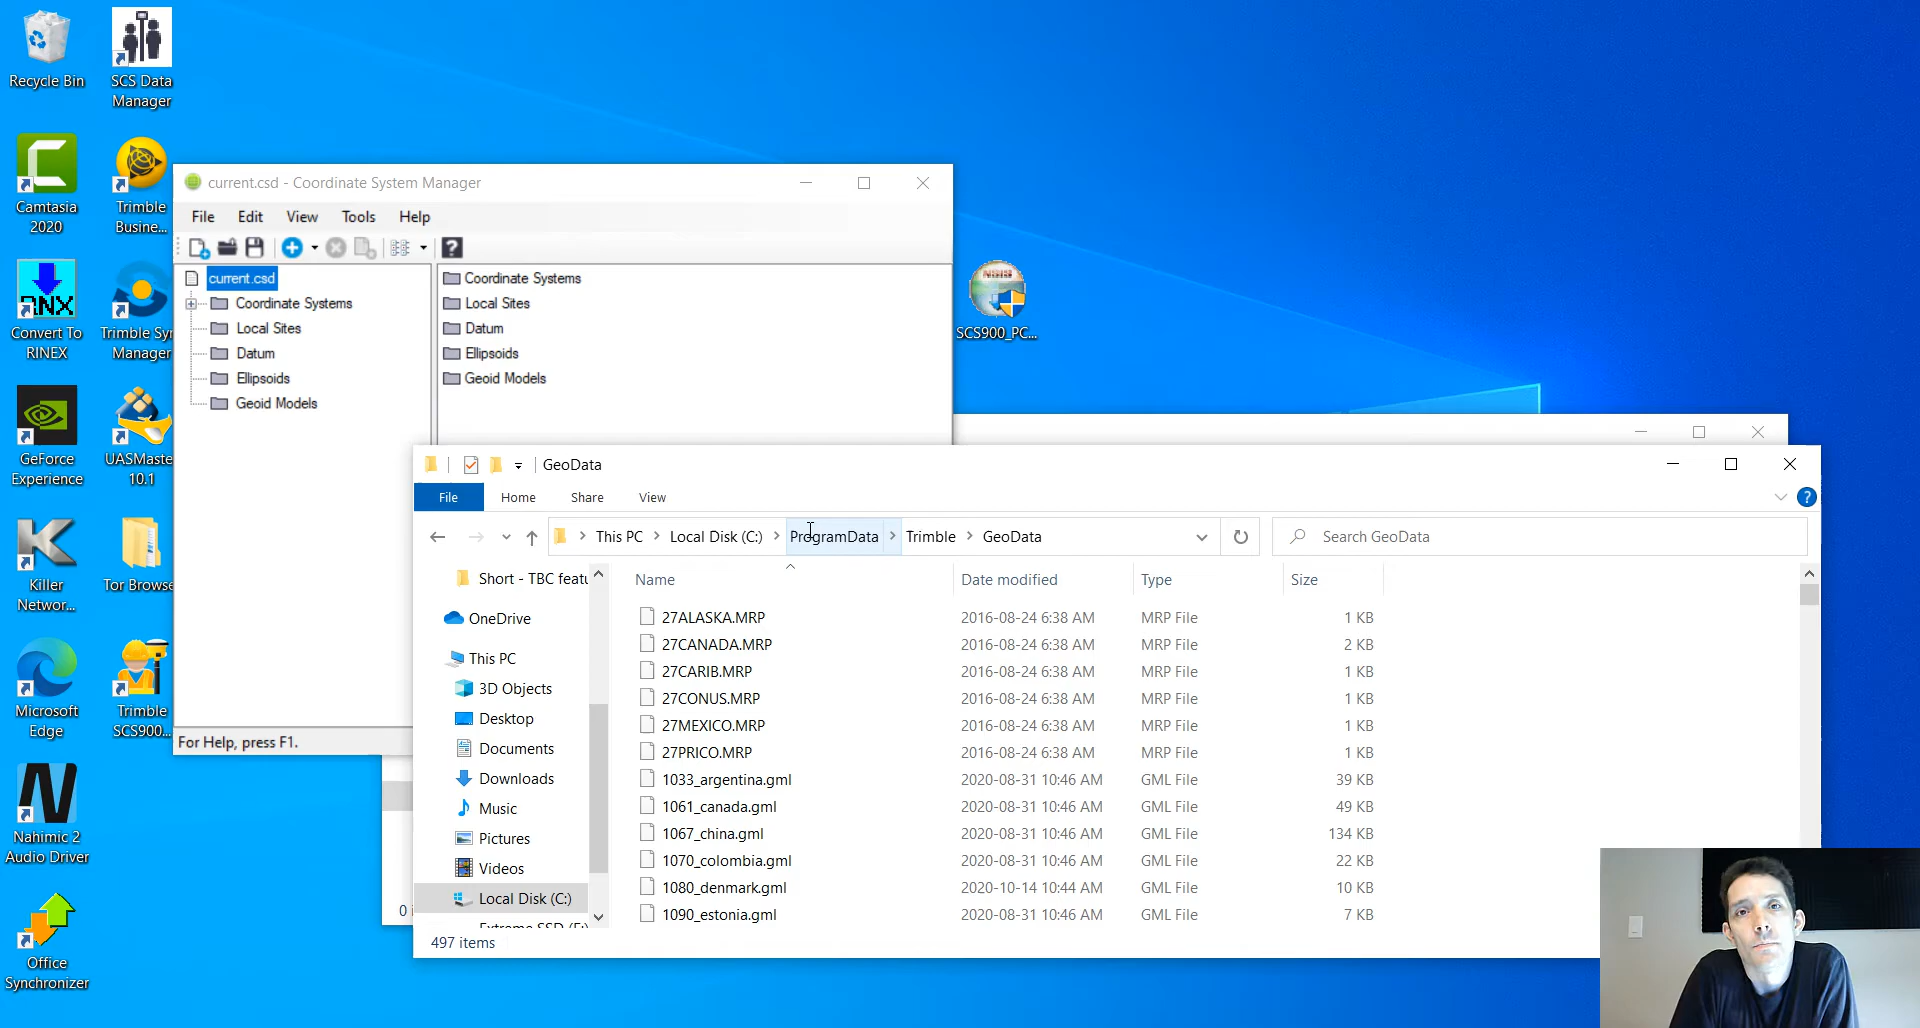 Recycle Bin
SCS Data
Manager
Camtasia
2020
Trimble
Busine...
Convert To
RINEX
RNX
Trimble Syn
Manager
GeForce
Experience
UASMaste
10.1
Killer
Networ...
Tor Browse
Microsoft
Edge
Trimble
SCS900...
Nahimic 2
Audio Driver
Office
Synchronizer
NSIS
SCS900_PC...
current.csd - Coordinate System Manager
File Edit View Tools Help
current.csd
Coordinate Systems
Local Sites
Datum
Ellipsoids
Geoid Models
Coordinate Systems
Local Sites
Datum
Ellipsoids
Geoid Models
For Help, press F1.
0 i
GeoData
File Home Share View
This PC Local Disk (C:) ProgramData Trimble GeoData
Search GeoData
Short - TBC featu
OneDrive
This PC
3D Objects
Desktop
Documents
Downloads
Music
Pictures
Videos
Local Disk (C:)
Extreme SSD (E:)
Name Date modified Type Size
27ALASKA.MRP 2016-08-24 6:38 AM MRP File 1 KB
27CANADA.MRP 2016-08-24 6:38 AM MRP File 2 KB
27CARIB.MRP 2016-08-24 6:38 AM MRP File 1 KB
27CONUS.MRP 2016-08-24 6:38 AM MRP File 1 KB
27MEXICO.MRP 2016-08-24 6:38 AM MRP File 1 KB
27PRICO.MRP 2016-08-24 6:38 AM MRP File 1 KB
1033_argentina.gml 2020-08-31 10:46 AM GML File 39 KB
1061_canada.gml 2020-08-31 10:46 AM GML File 49 KB
1067_china.gml 2020-08-31 10:46 AM GML File 134 KB
1070_colombia.gml 2020-08-31 10:46 AM GML File 22 KB
1080_denmark.gml 2020-10-14 10:44 AM GML File 10 KB
1090_estonia.gml 2020-08-31 10:46 AM GML File 7 KB
497 items